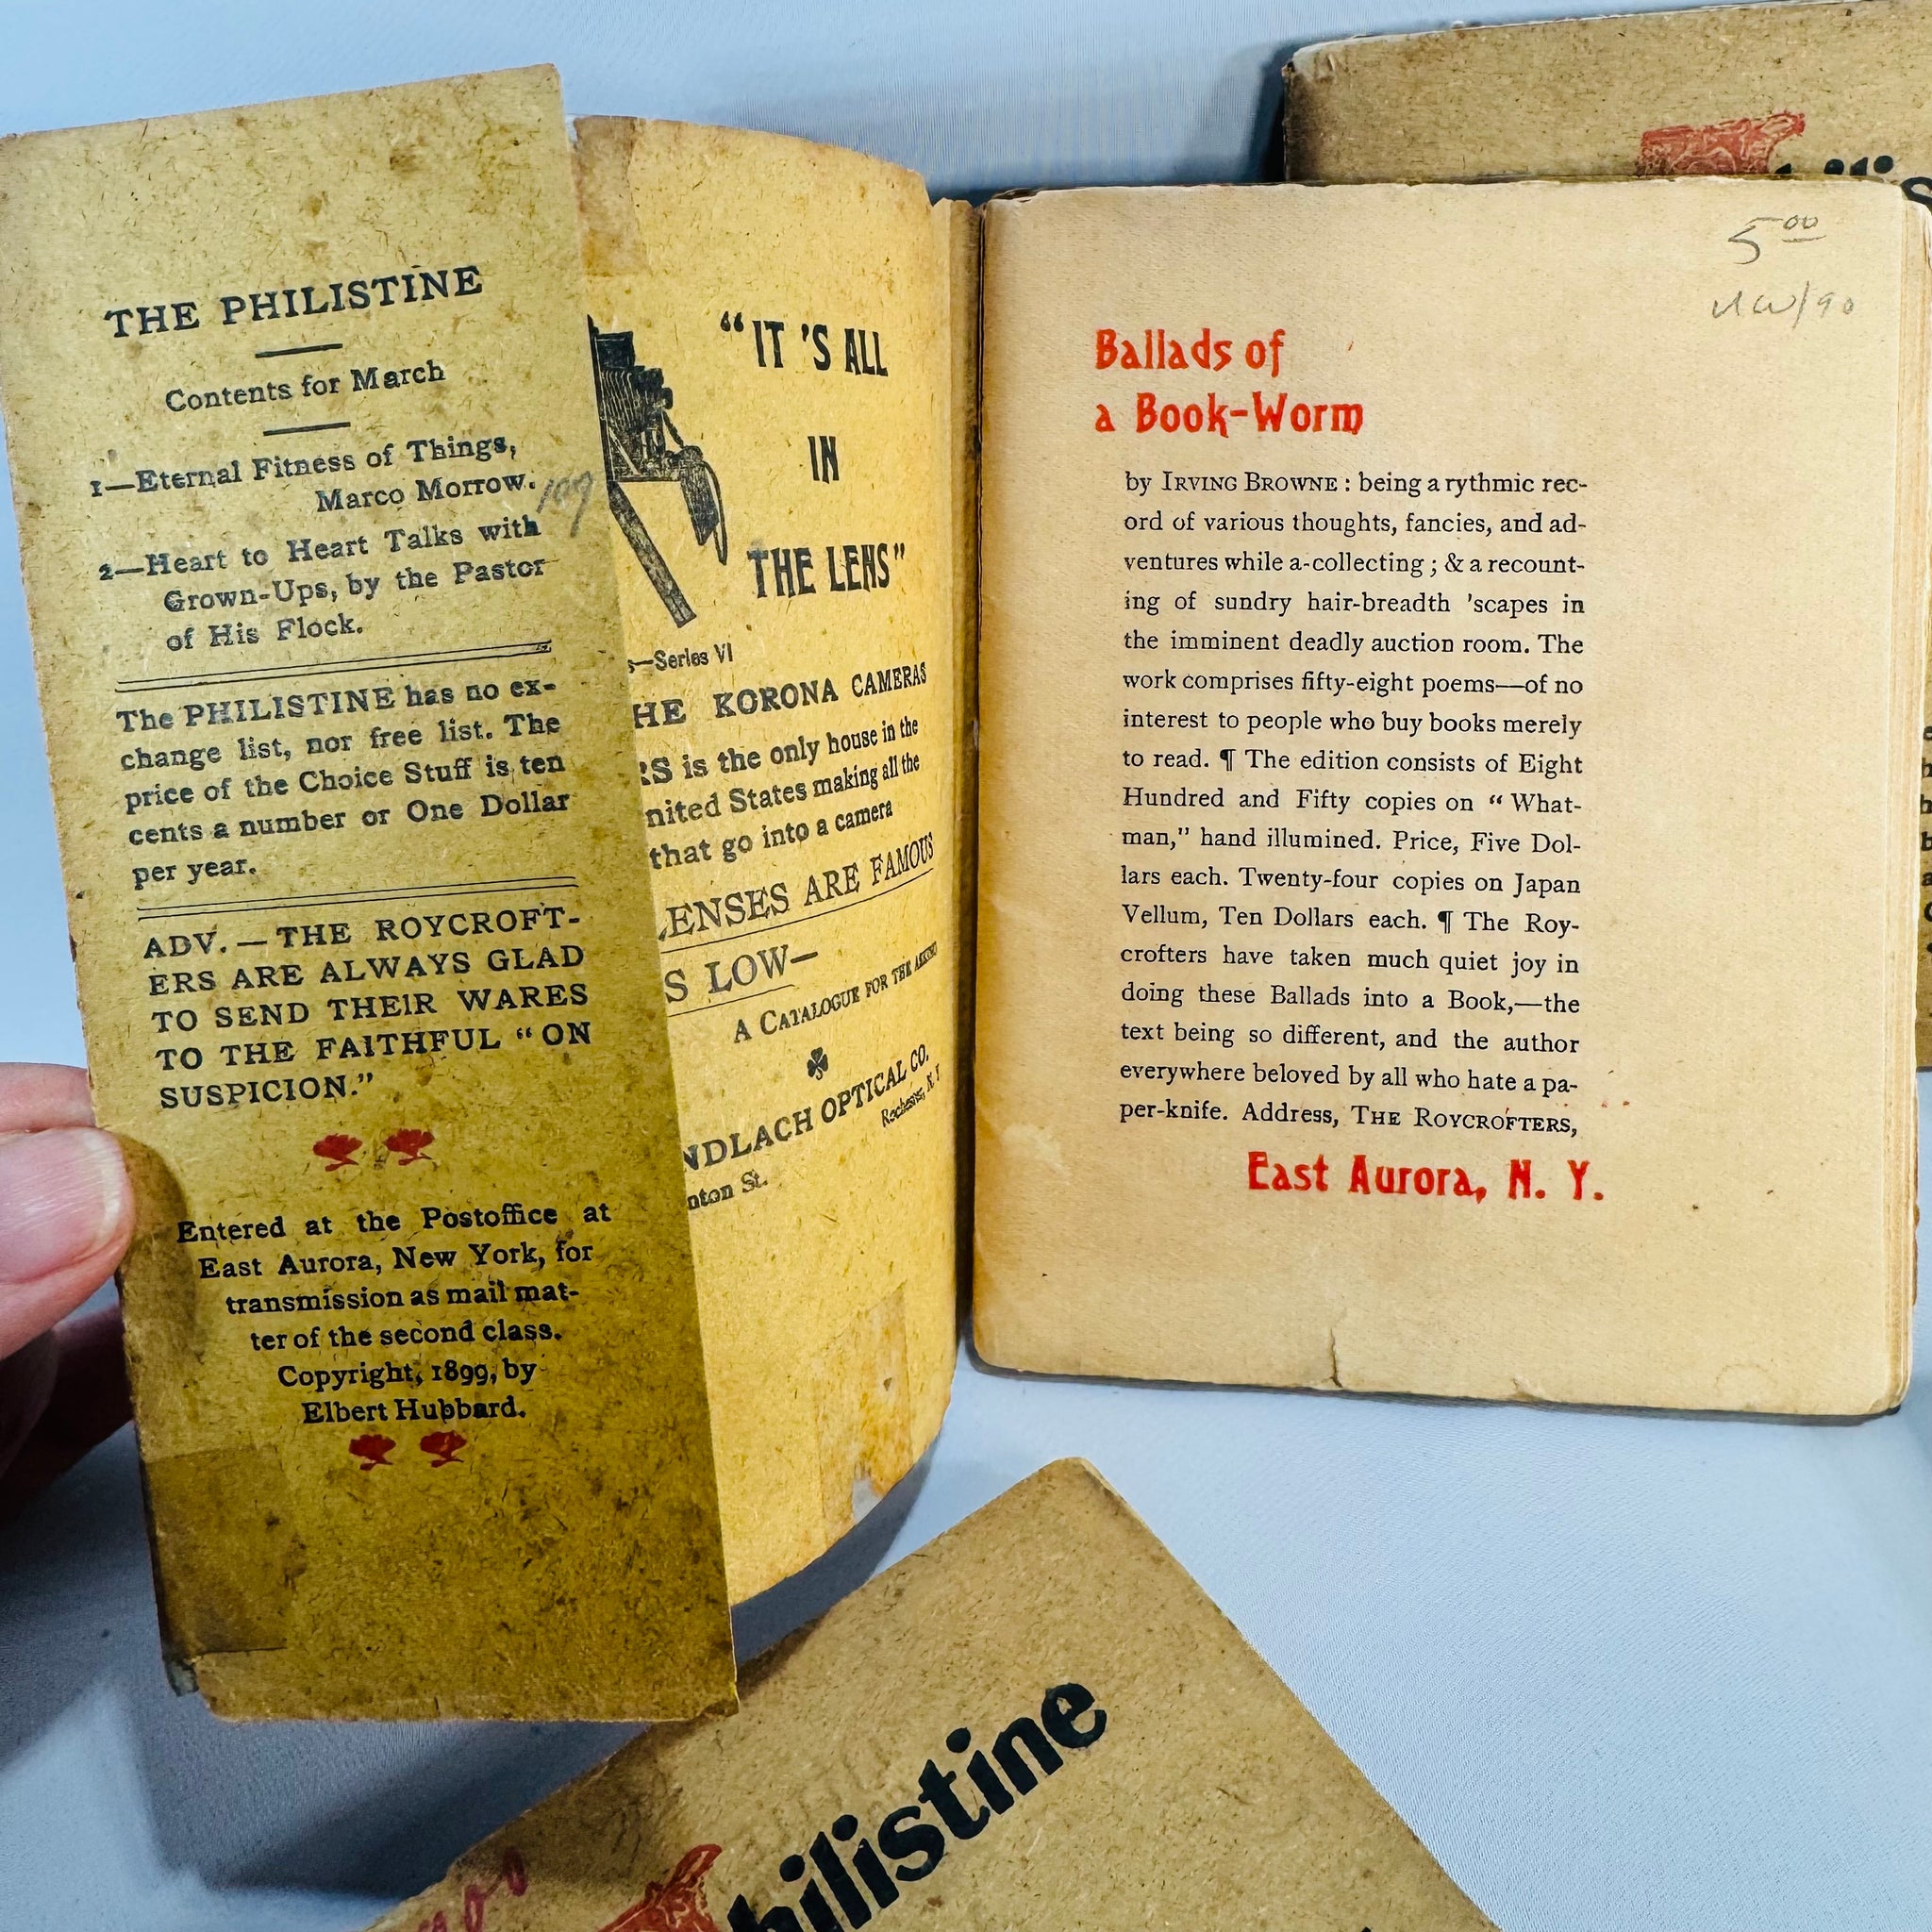 THE PHILISTINE
Contents for March
1—Eternal Fitness of Things,
Marco Morrow.
2—Heart to Heart Talks with
Grown-Ups, by the Pastor
of His Flock.
The PHILISTINE has no ex-
change list, nor free list. The
price of the Choice Stuff is ten
cents a number or One Dollar
per year.
ADV.—THE ROYCROFT-
ERS ARE ALWAYS GLAD
TO SEND THEIR WARES
TO THE FAITHFUL "ON
SUSPICION."
Entered at the Postoffice at
East Aurora, New York, for
transmission as mail mat-
ter of the second class.
Copyright, 1899, by
Elbert Hubbard.
"IT 'S ALL
IN
THE LENS"
s—Series VI
HE KORONA CAMERAS
RS is the only house in the
nited States making all the
that go into a camera
LENSES ARE FAMOUS
S LOW—
A CATALOGUE FOR THE ASKING
NDLACH OPTICAL CO.
Rochester, N. Y
nton St.
5⁰⁰
Ballads of
a Book-Worm
by IRVING BROWNE : being a rythmic rec-
ord of various thoughts, fancies, and ad-
ventures while a-collecting ; & a recount-
ing of sundry hair-breadth 'scapes in
the imminent deadly auction room. The
work comprises fifty-eight poems—of no
interest to people who buy books merely
to read. ¶ The edition consists of Eight
Hundred and Fifty copies on "What-
man," hand illumined. Price, Five Dol-
lars each. Twenty-four copies on Japan
Vellum, Ten Dollars each. ¶ The Roy-
crofters have taken much quiet joy in
doing these Ballads into a Book,—the
text being so different, and the author
everywhere beloved by all who hate a pa-
per-knife. Address, THE ROYCROFTERS,
East Aurora, N. Y.
hilistine